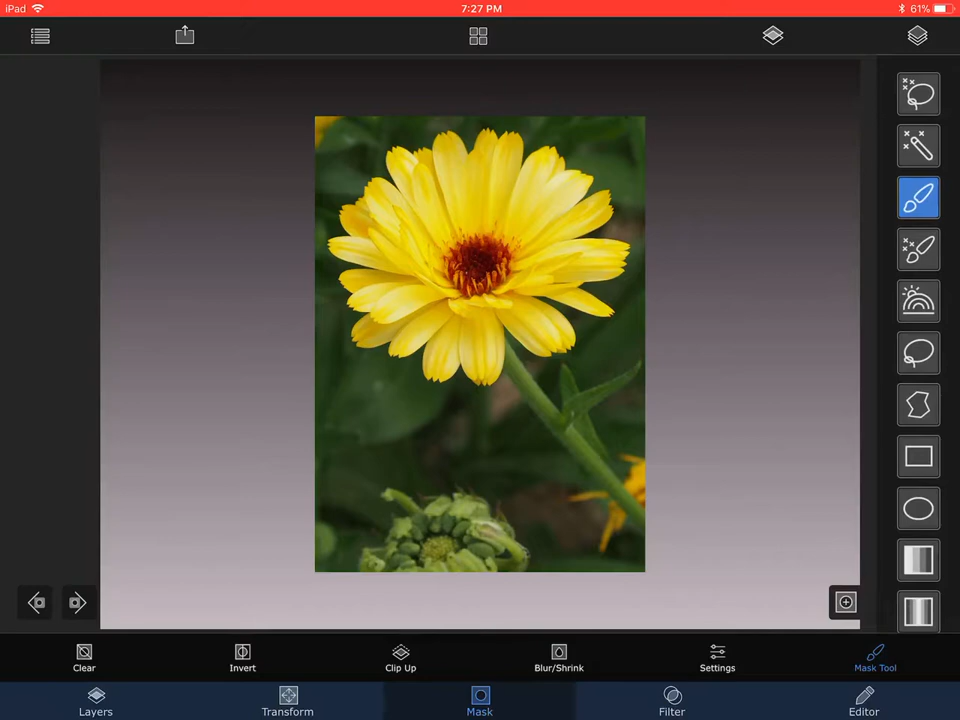 iPad 7:27 PM 61%
Clear Invert Clip Up Blur/Shrink Settings Mask Tool
Layers Transform Mask Filter Editor